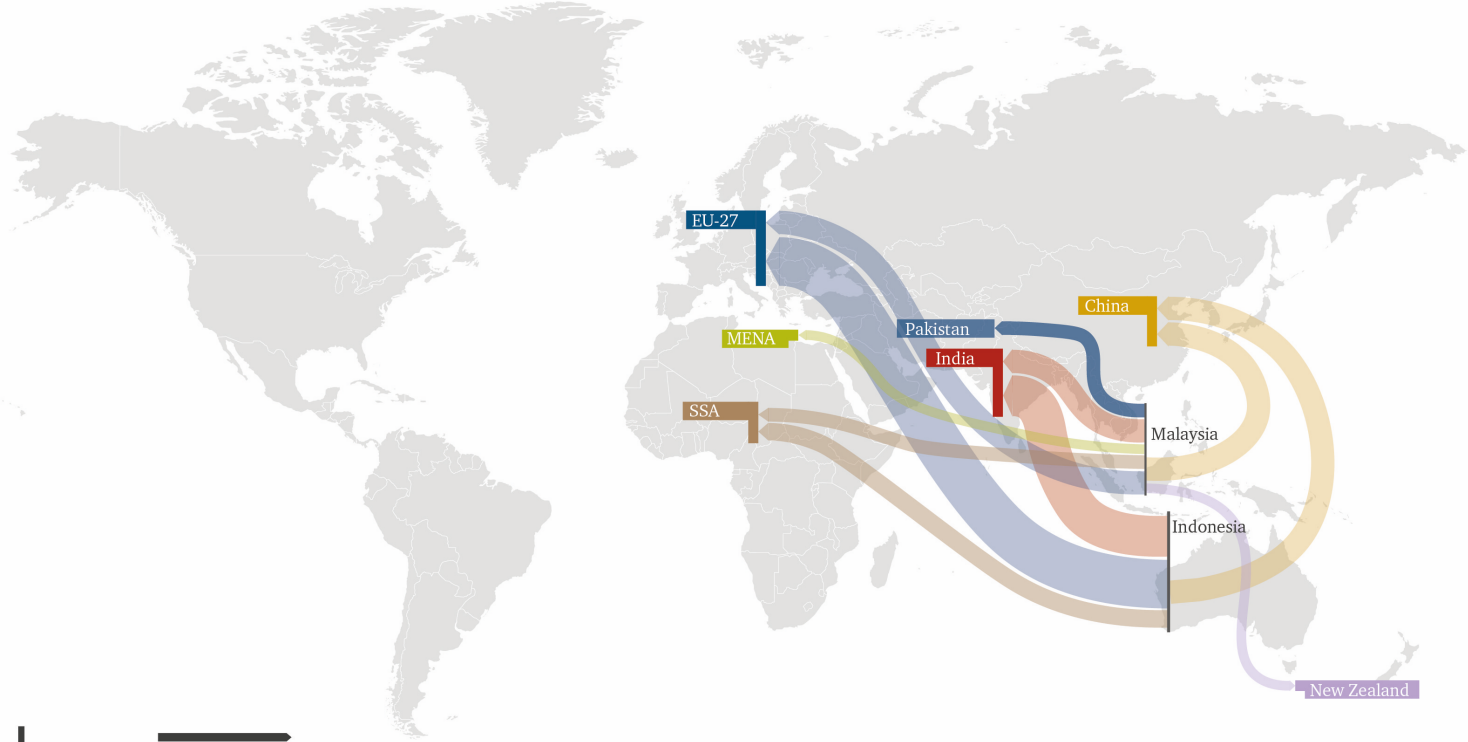 EU-27
China
Pakistan
MENA
India
SSA
Malaysia
Indonesia
New Zealand